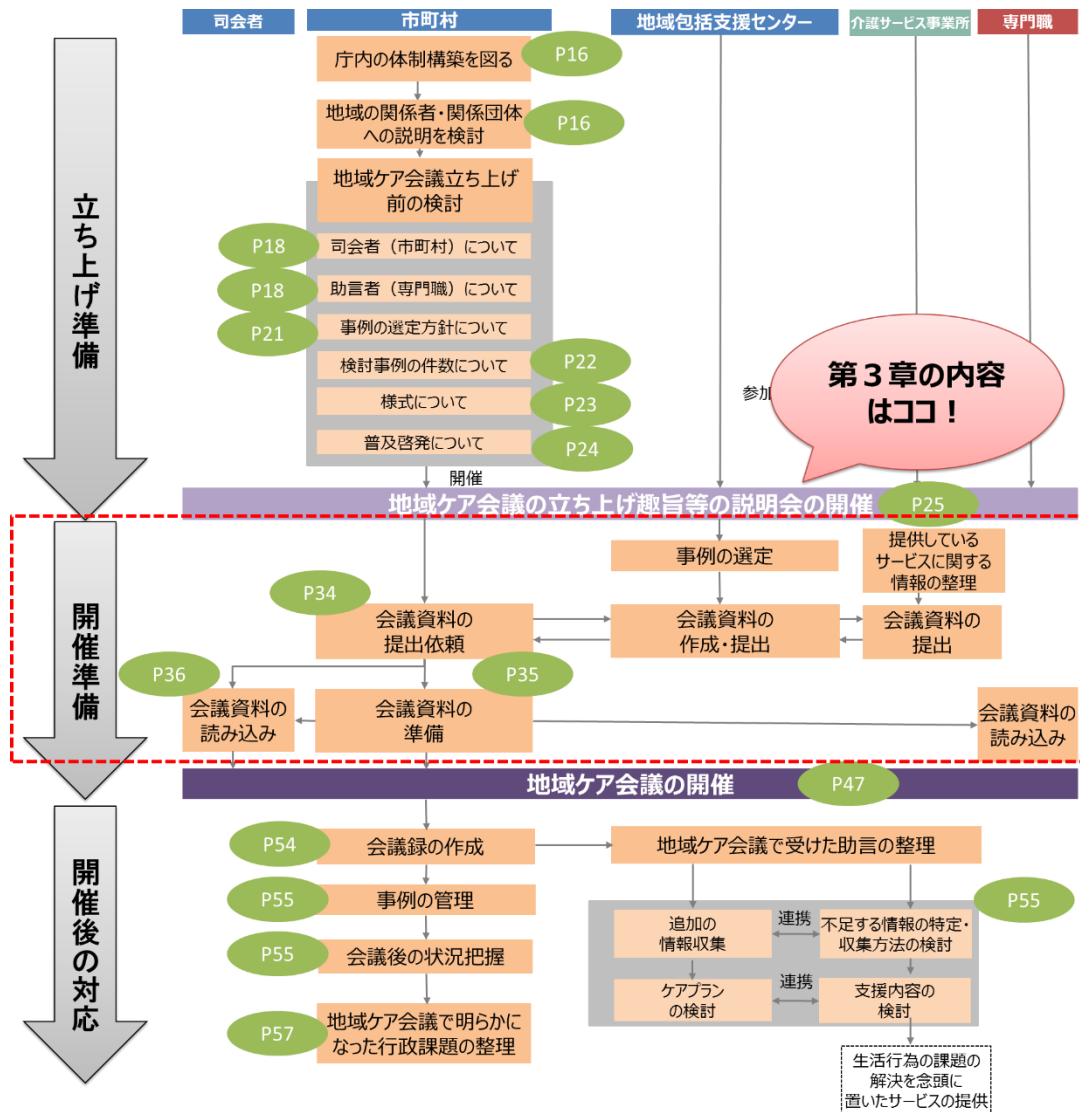 司会者
市町村
地域包括支援センター
介護サービス事業所
専門職
立ち上げ準備
庁内の体制構築を図る
P16
地域の関係者・関係団体
への説明を検討
P16
地域ケア会議立ち上げ
前の検討
P18
司会者（市町村）について
P18
助言者（専門職）について
P21
事例の選定方針について
検討事例の件数について
P22
様式について
P23
普及啓発について
P24
参加
第３章の内容
はココ！
開催
地域ケア会議の立ち上げ趣旨等の説明会の開催
P25
開催準備
事例の選定
提供している
サービスに関する
情報の整理
P34
会議資料の
提出依頼
会議資料の
作成・提出
会議資料の
提出
P36
P35
会議資料の
読み込み
会議資料の
準備
会議資料の
読み込み
地域ケア会議の開催
P47
開催後の対応
P54
会議録の作成
地域ケア会議で受けた助言の整理
P55
事例の管理
P55
追加の
情報収集
連携
不足する情報の特定・
収集方法の検討
P55
会議後の状況把握
ケアプラン
の検討
連携
支援内容の
検討
P57
地域ケア会議で明らかに
なった行政課題の整理
生活行為の課題の
解決を念頭に
置いたサービスの提供